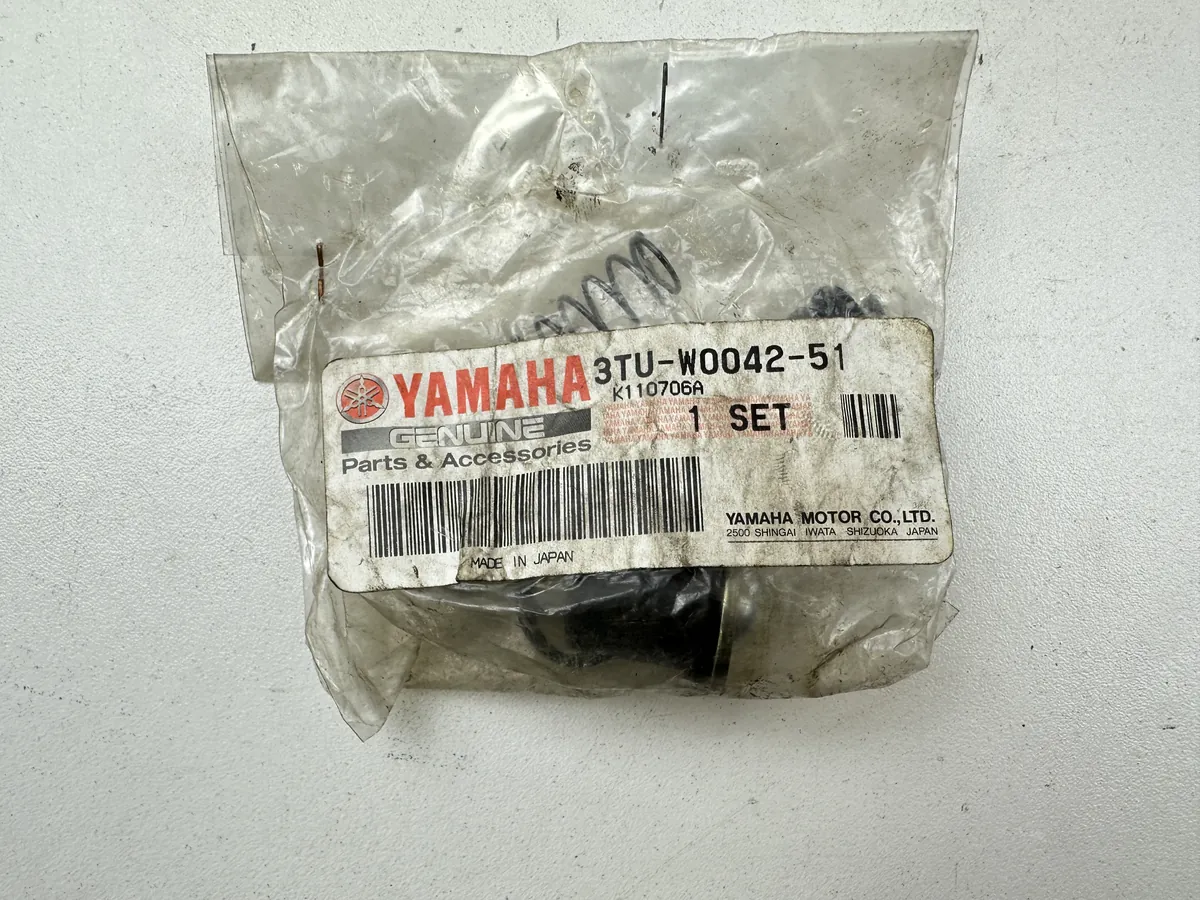 YAMAHA
GENUINE
Parts & Accessories
3TU-W0042-51
K110706A
1 SET
YAMAHA MOTOR CO., LTD.
2500 SHINGAI IWATA SHIZUOKA JAPAN
MADE IN JAPAN